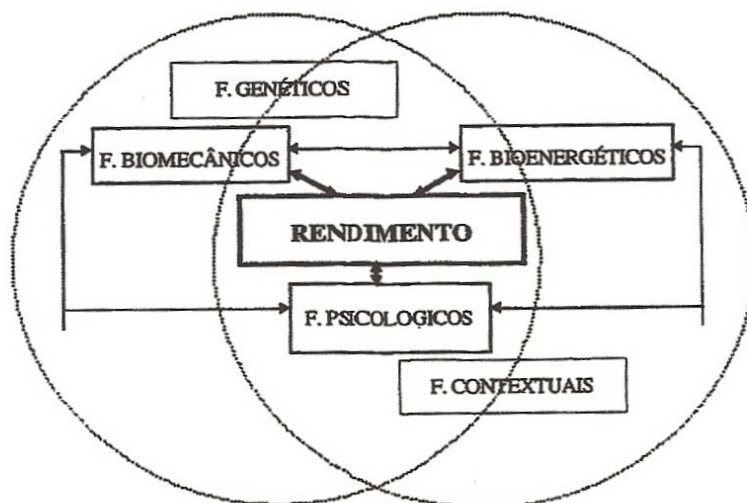 F. GENÉTICOS
F. BIOMECÂNICOS
F. BIOENERGÉTICOS
RENDIMENTO
F. PSICOLOGICOS
F. CONTEXTUAIS